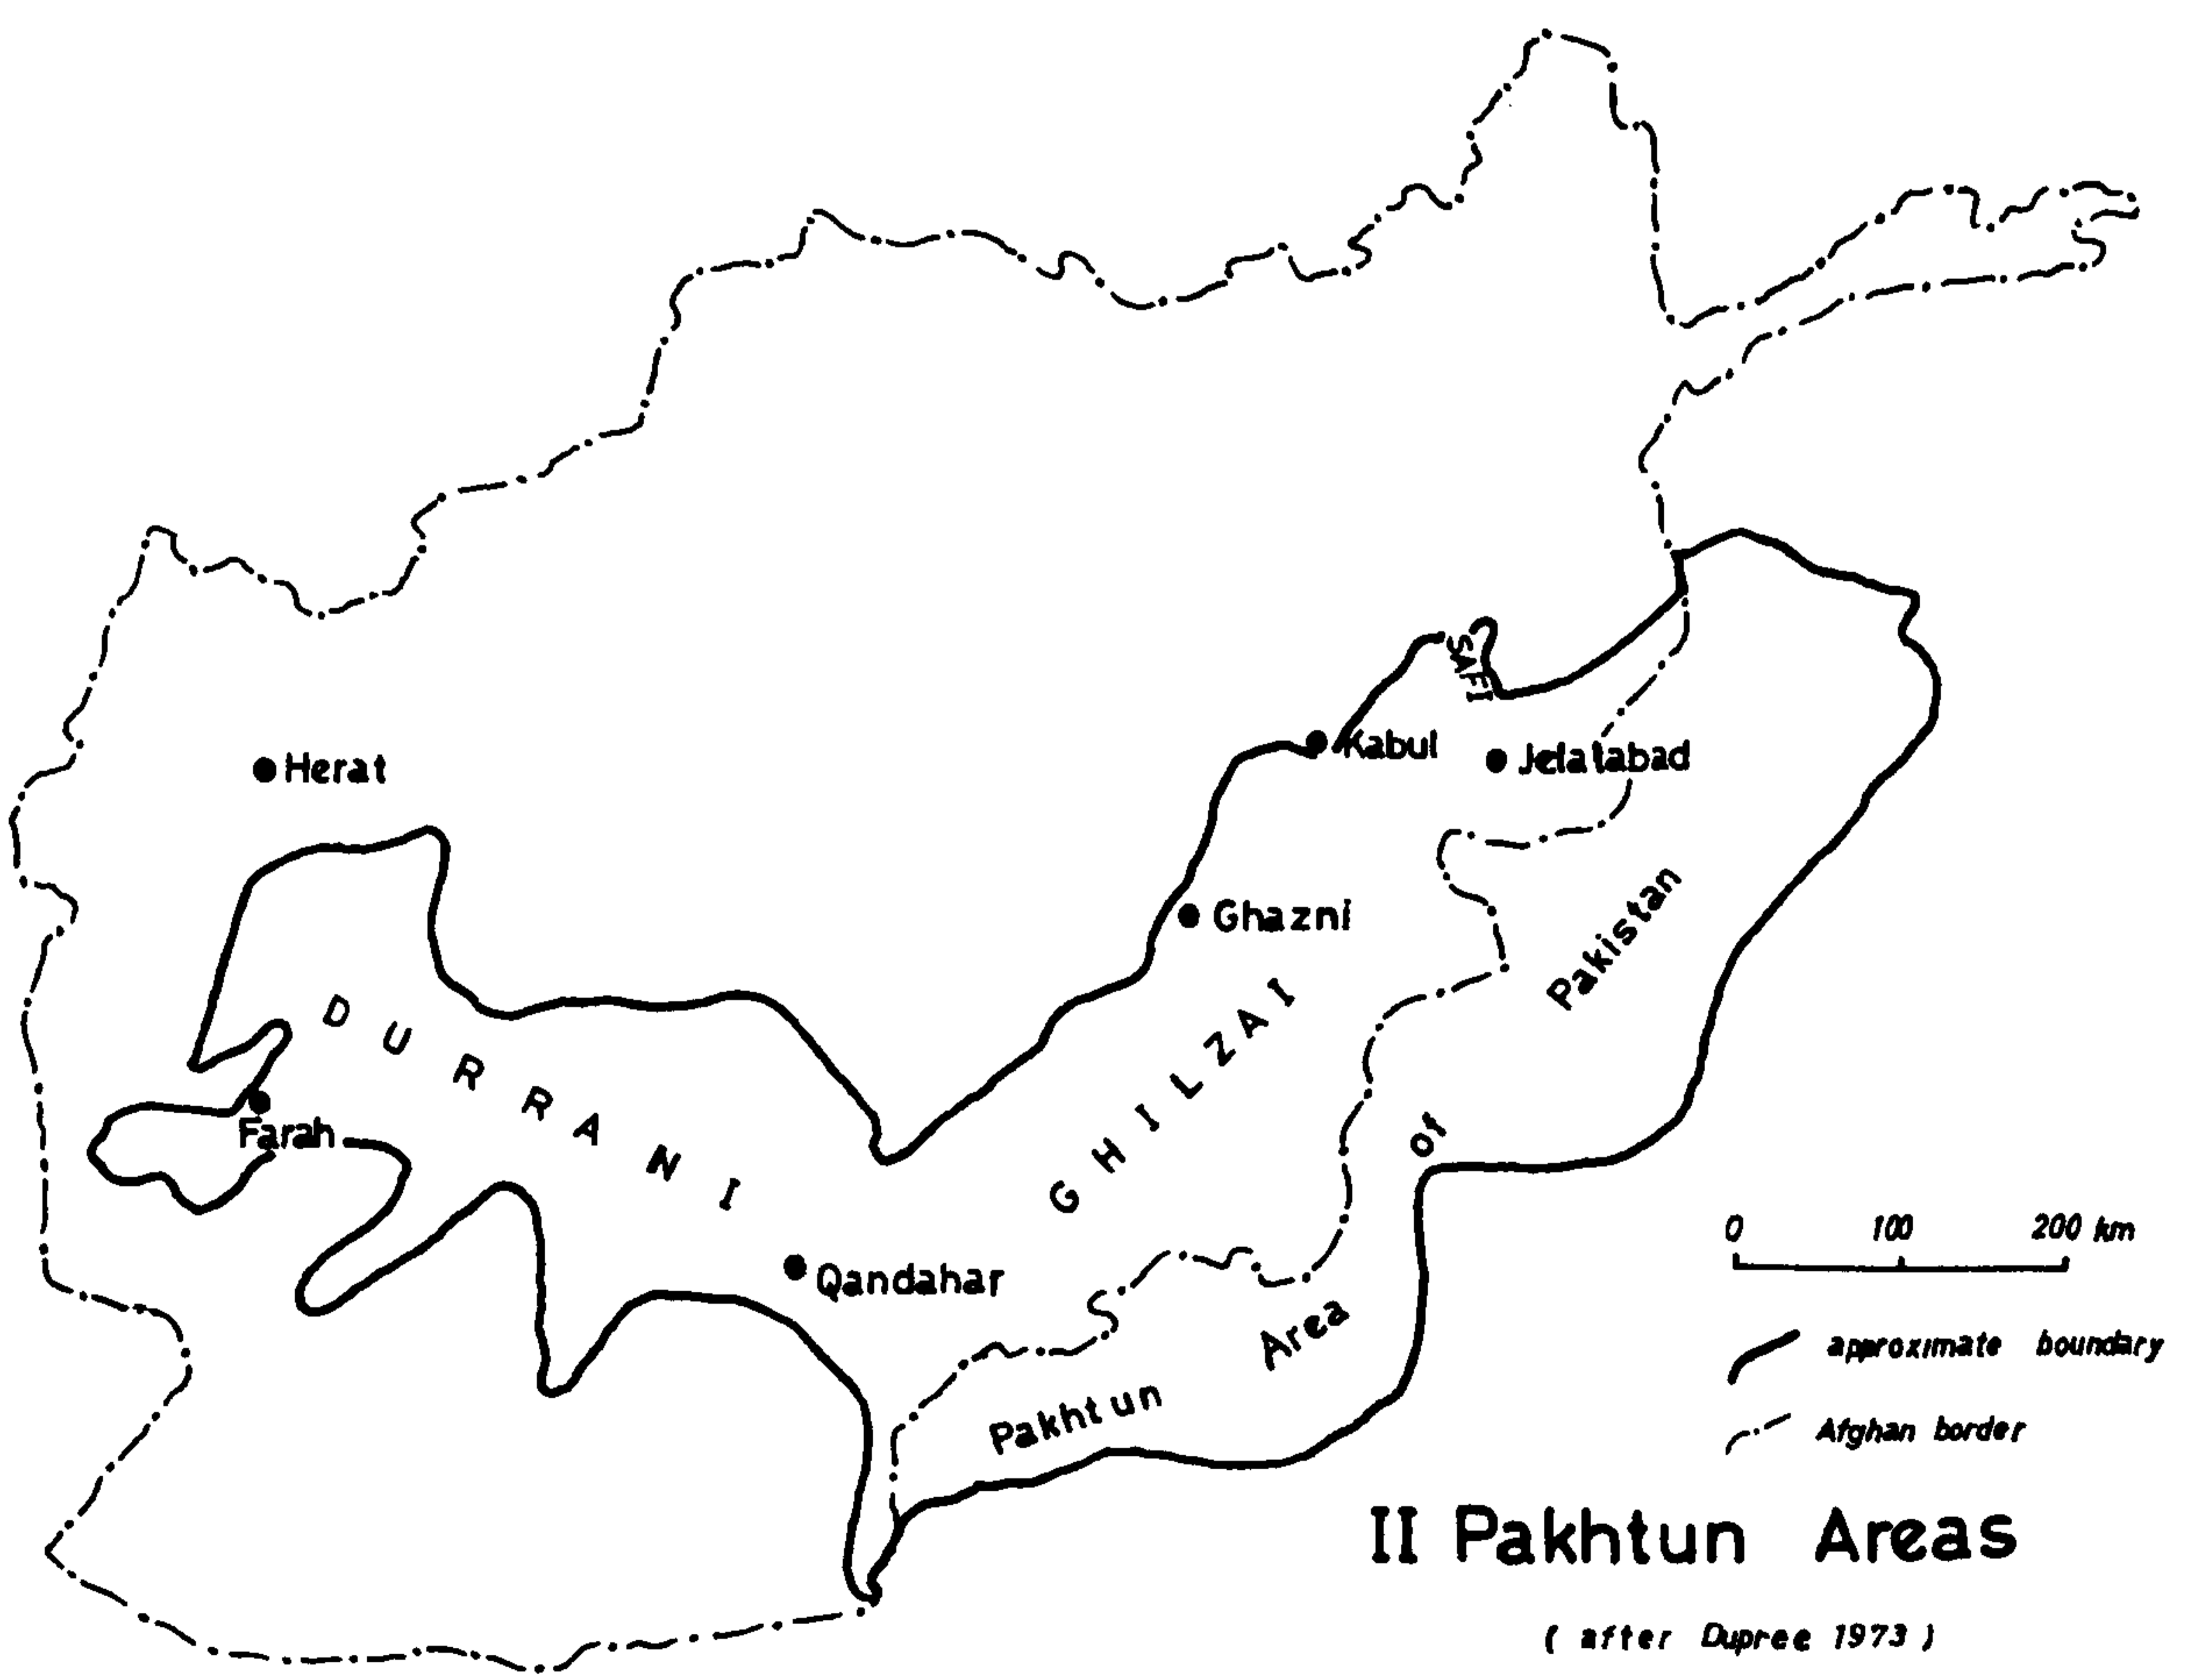 SAFI
Kabul
Jelalabad
Herat
Ghazni
DURRANI
GHILZAI
Farah
Qandahar
Pakhtun Area of Pakistan
0 100 200 km
approximate boundary
Afghan border
II Pakhtun Areas
( after Dupree 1973 )